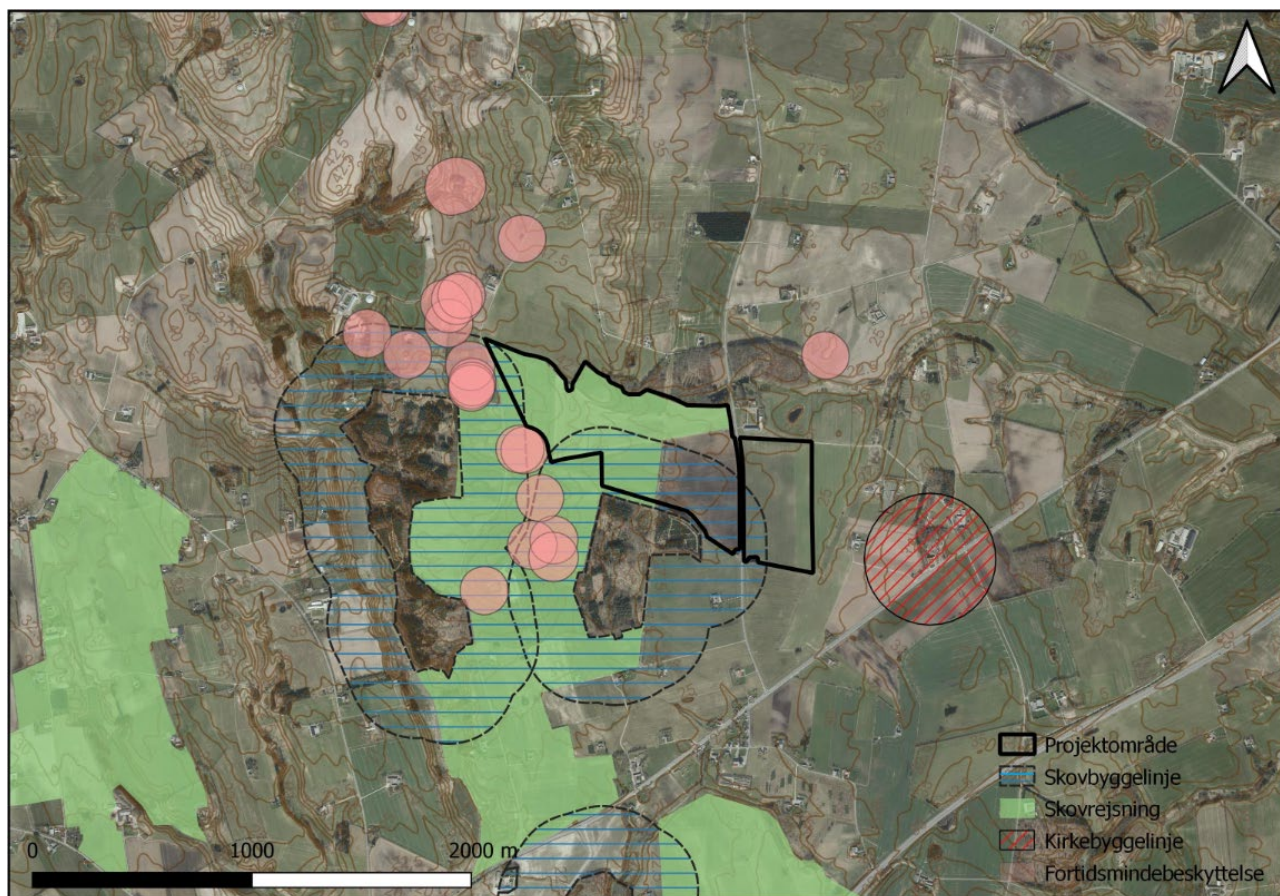 Projektområde
Skovbyggelinje
Skovrejsning
Kirkebyggelinje
Fortidsmindebeskyttelse
0 1000 2000 m